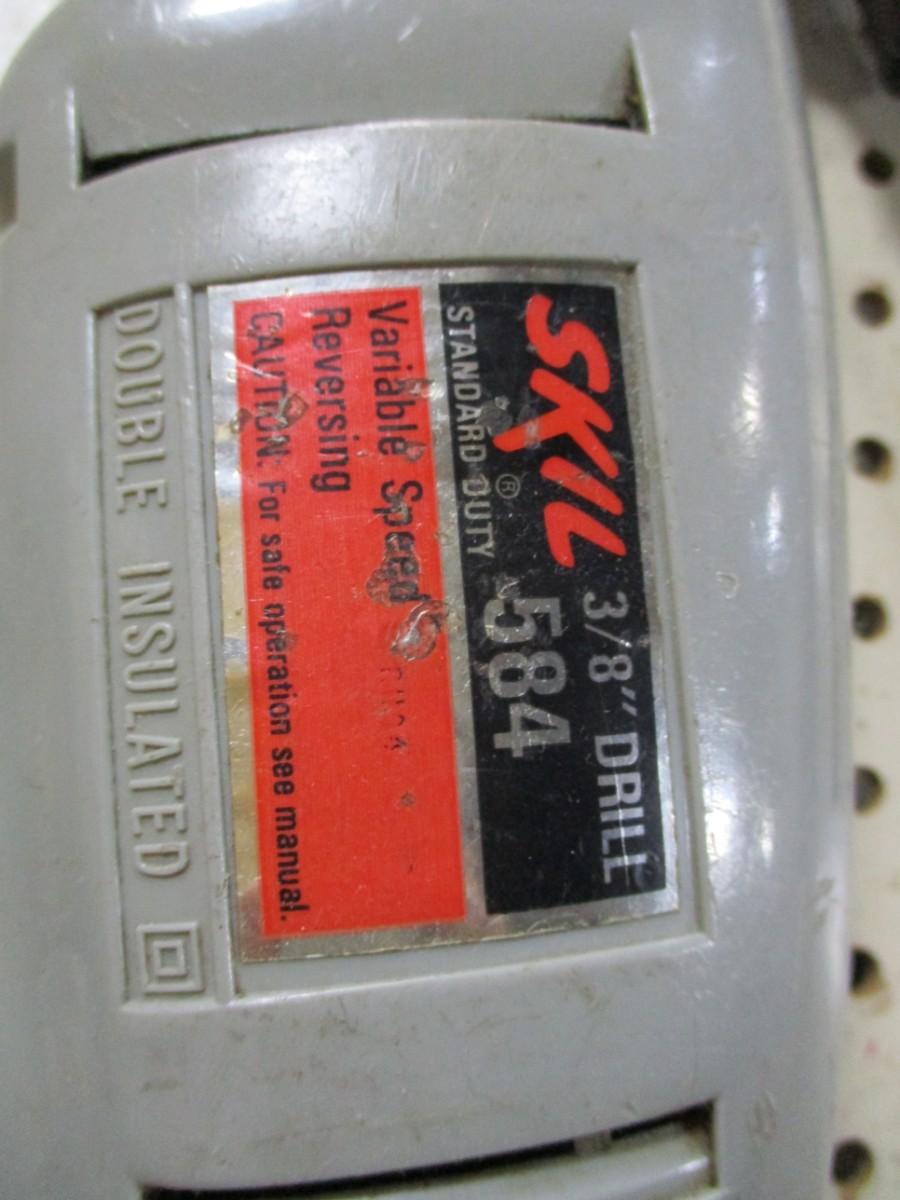 SKIL 3/8" DRILL
® 584
STANDARD DUTY
Variable Speed
Reversing
CAUTION: For safe operation see manual.
DOUBLE INSULATED